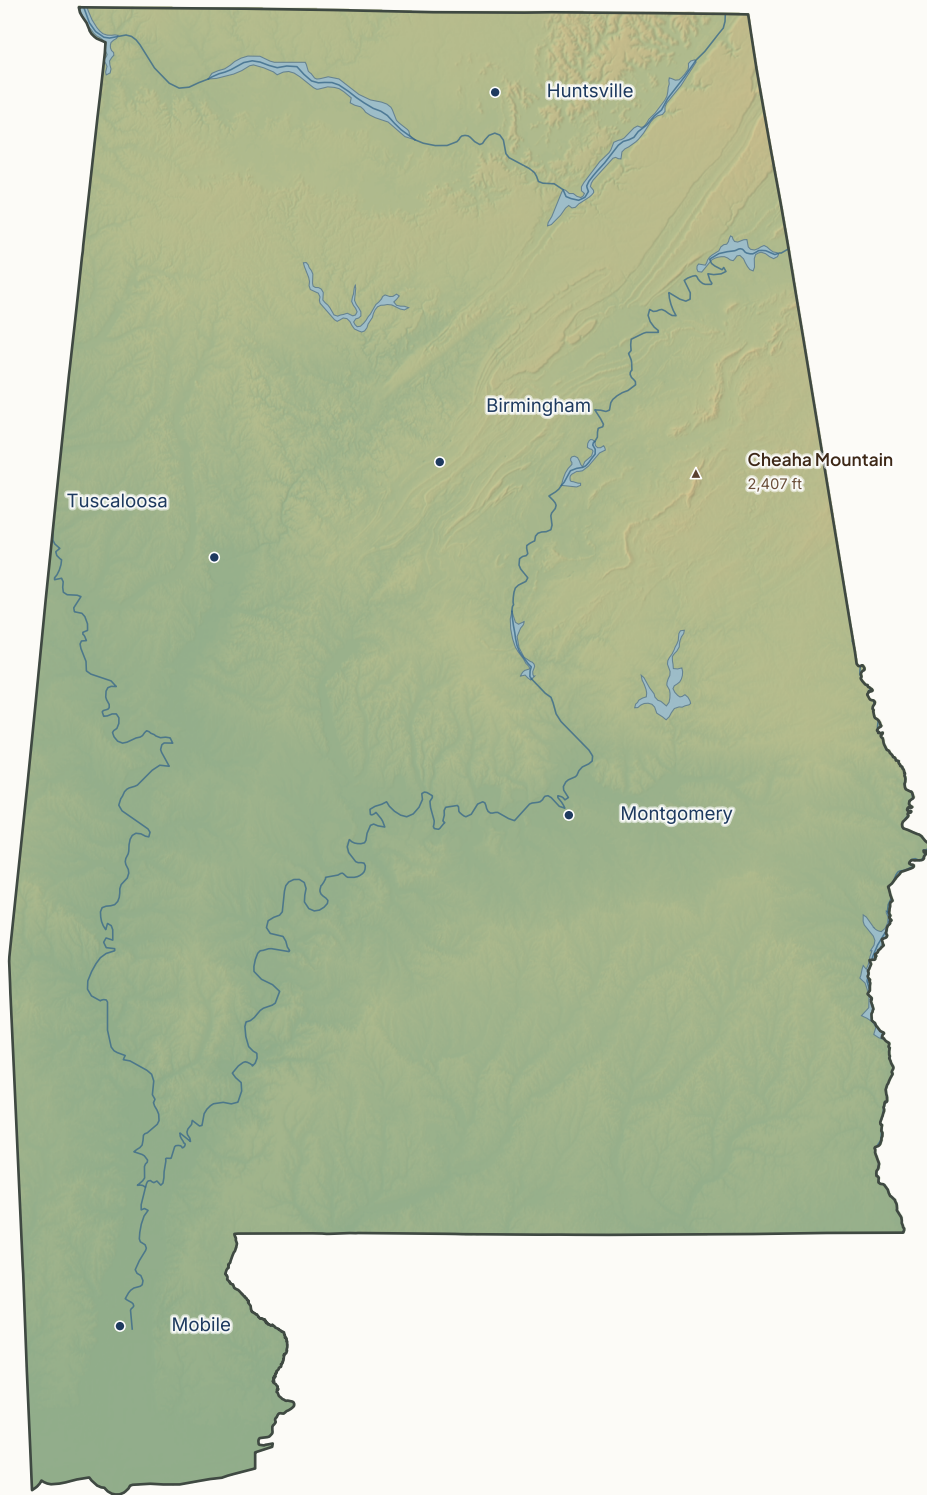 Huntsville
Birmingham
Cheaha Mountain
2,407 ft
Tuscaloosa
Montgomery
Mobile